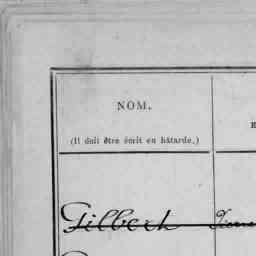 NOM.
(Il doit être écrit en bâtarde.)
Gilbert